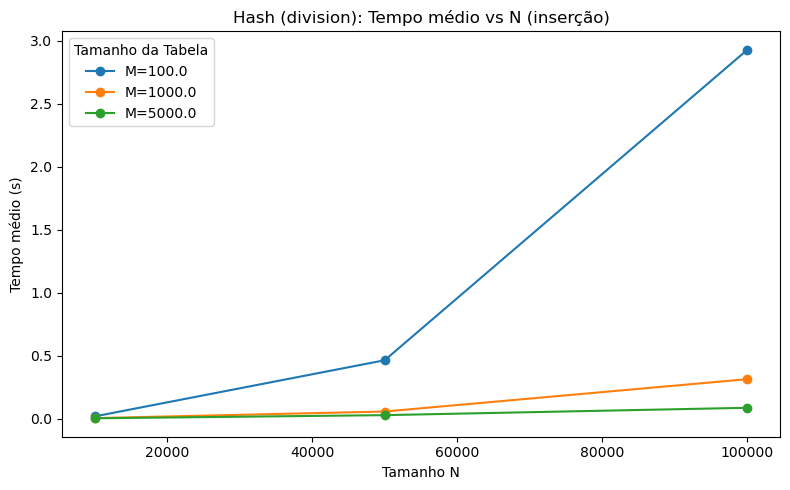 Hash (division): Tempo médio vs N (inserção)
Tamanho da Tabela
M=100.0
M=1000.0
M=5000.0
Tempo médio (s)
3.0
2.5
2.0
1.5
1.0
0.5
0.0
20000 40000 60000 80000 100000
Tamanho N